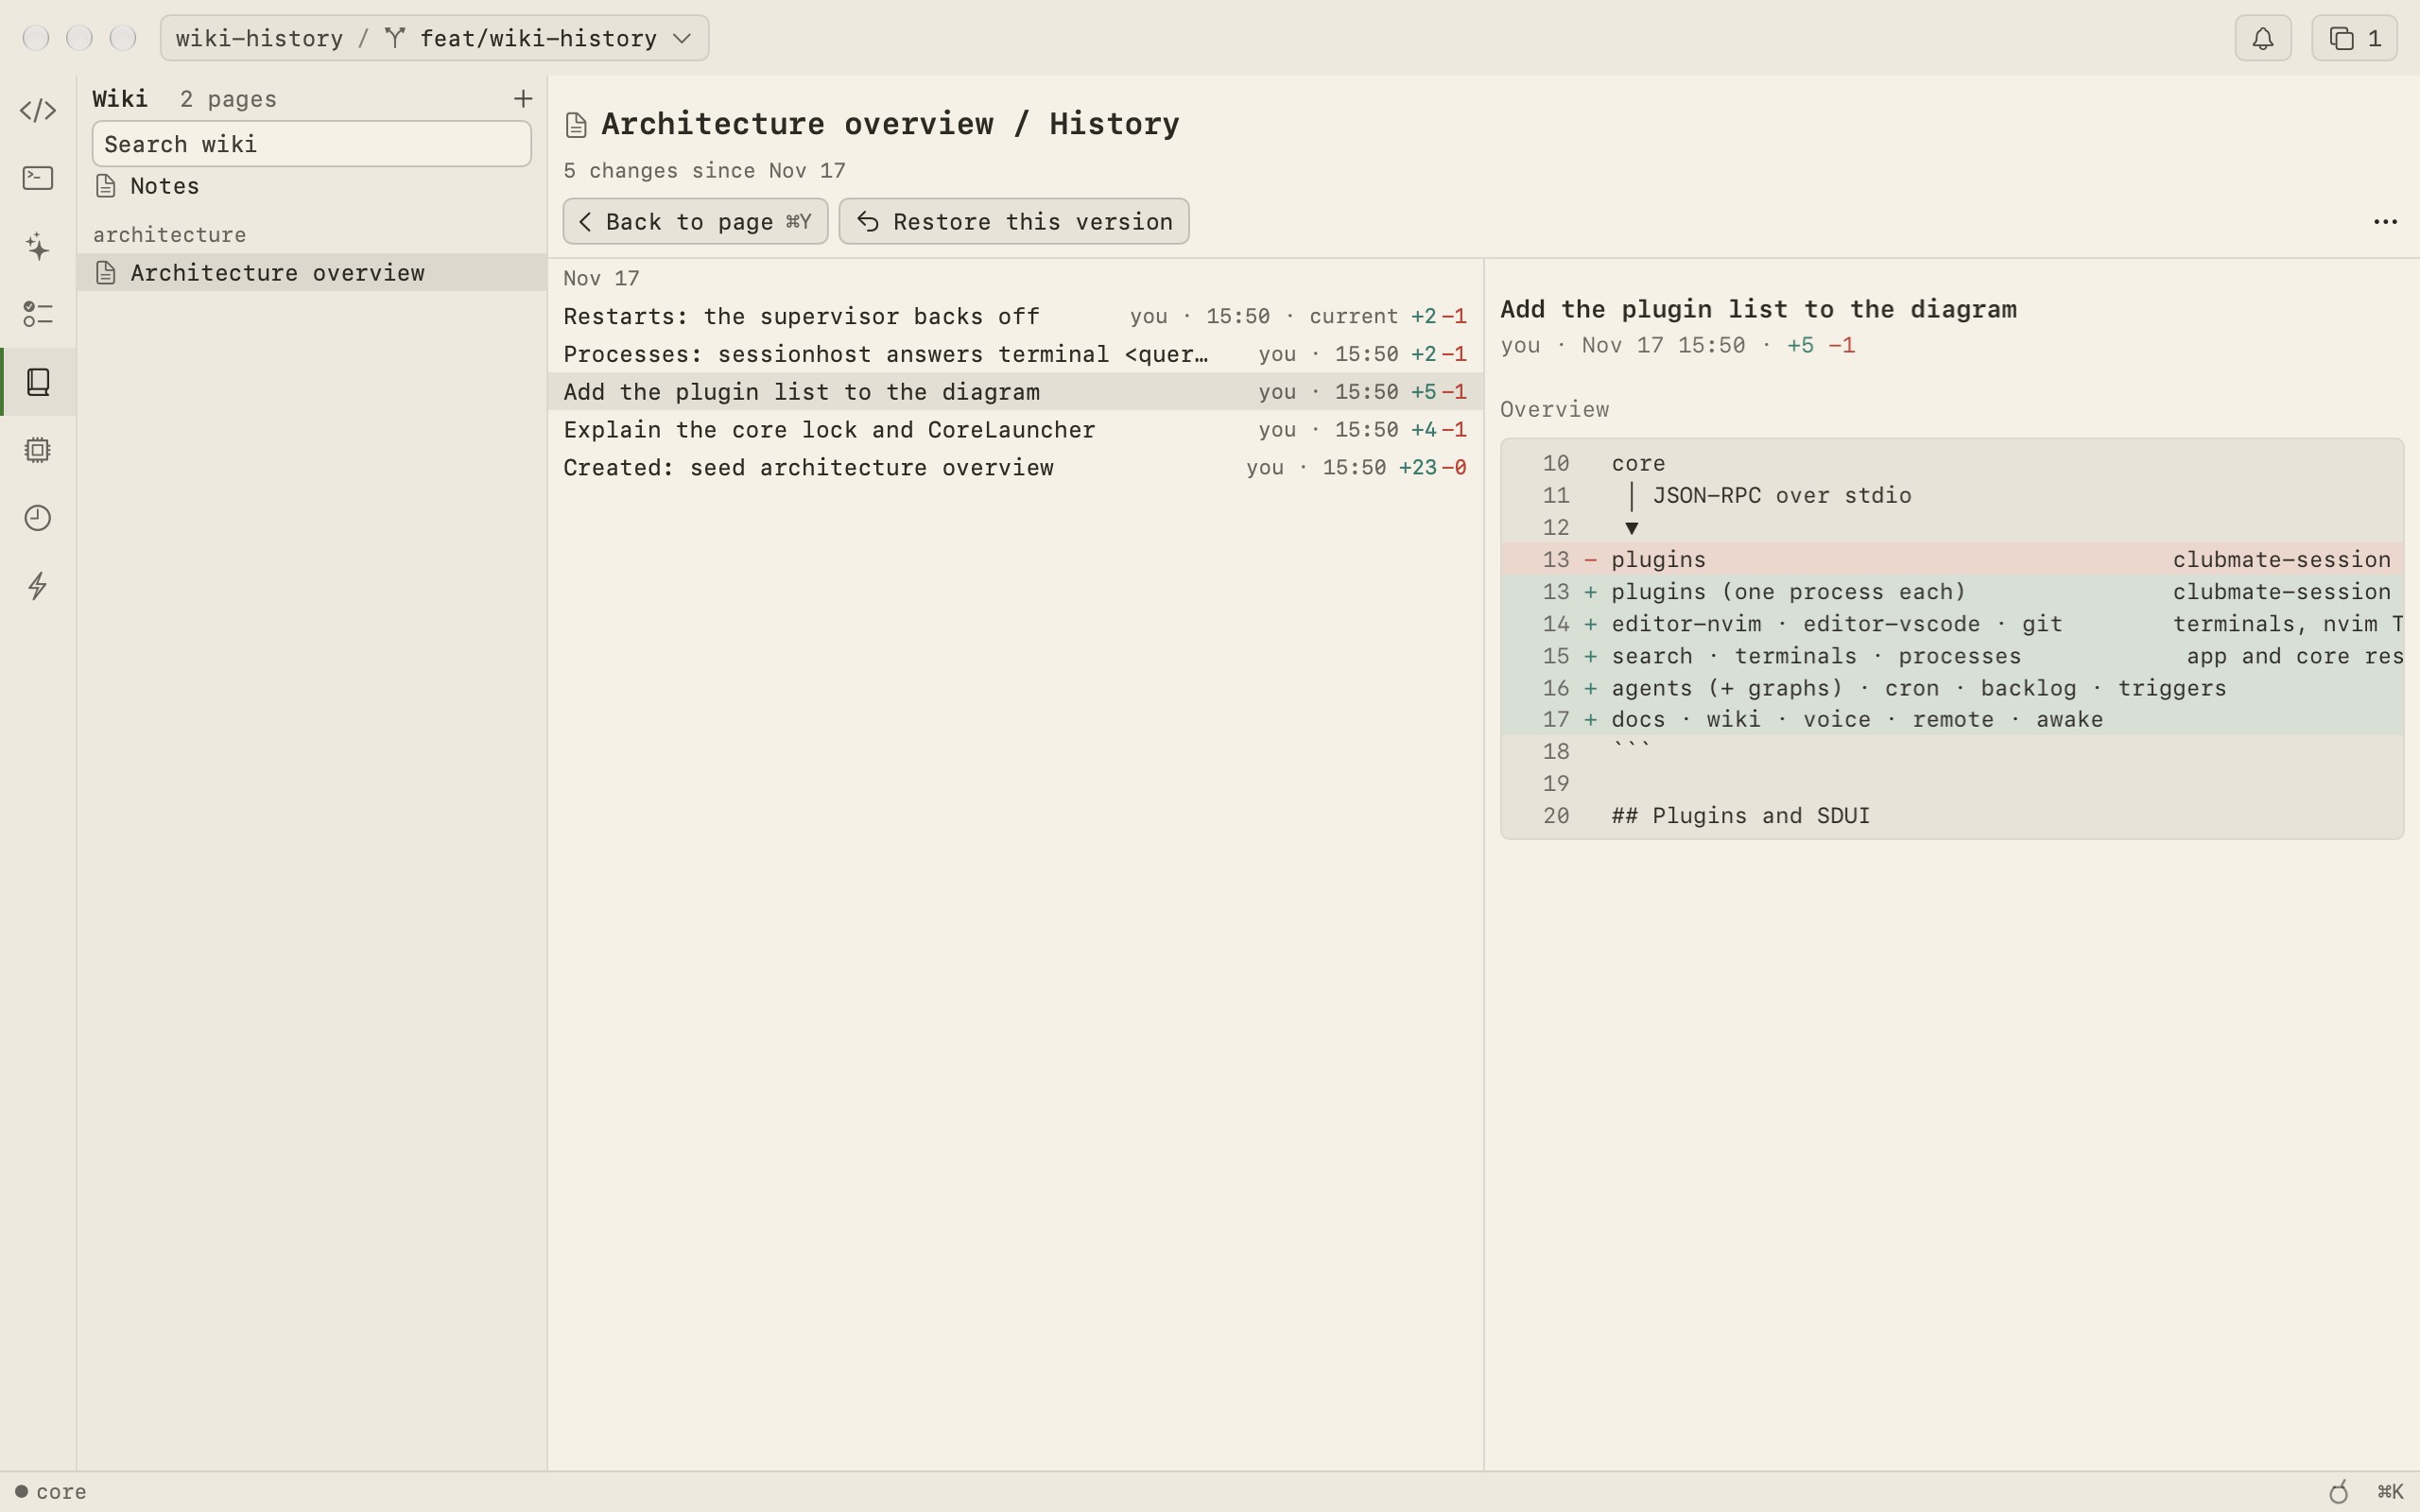 wiki-history / feat/wiki-history
1
Wiki 2 pages
Search wiki
Notes
architecture
Architecture overview
Architecture overview / History
5 changes since Nov 17
Back to page ⌘Y
Restore this version
Nov 17
Restarts: the supervisor backs off you · 15:50 · current +2 −1
Processes: sessionhost answers terminal <quer… you · 15:50 +2 −1
Add the plugin list to the diagram you · 15:50 +5 −1
Explain the core lock and CoreLauncher you · 15:50 +4 −1
Created: seed architecture overview you · 15:50 +23 −0
Add the plugin list to the diagram
you · Nov 17 15:50 · +5 −1
Overview
10 core
11 │ JSON-RPC over stdio
12 ▼
13 − plugins clubmate-session
13 + plugins (one process each) clubmate-session
14 + editor-nvim · editor-vscode · git terminals, nvim T
15 + search · terminals · processes app and core res
16 + agents (+ graphs) · cron · backlog · triggers
17 + docs · wiki · voice · remote · awake
18 ```
19
20 ## Plugins and SDUI
core
⌘K